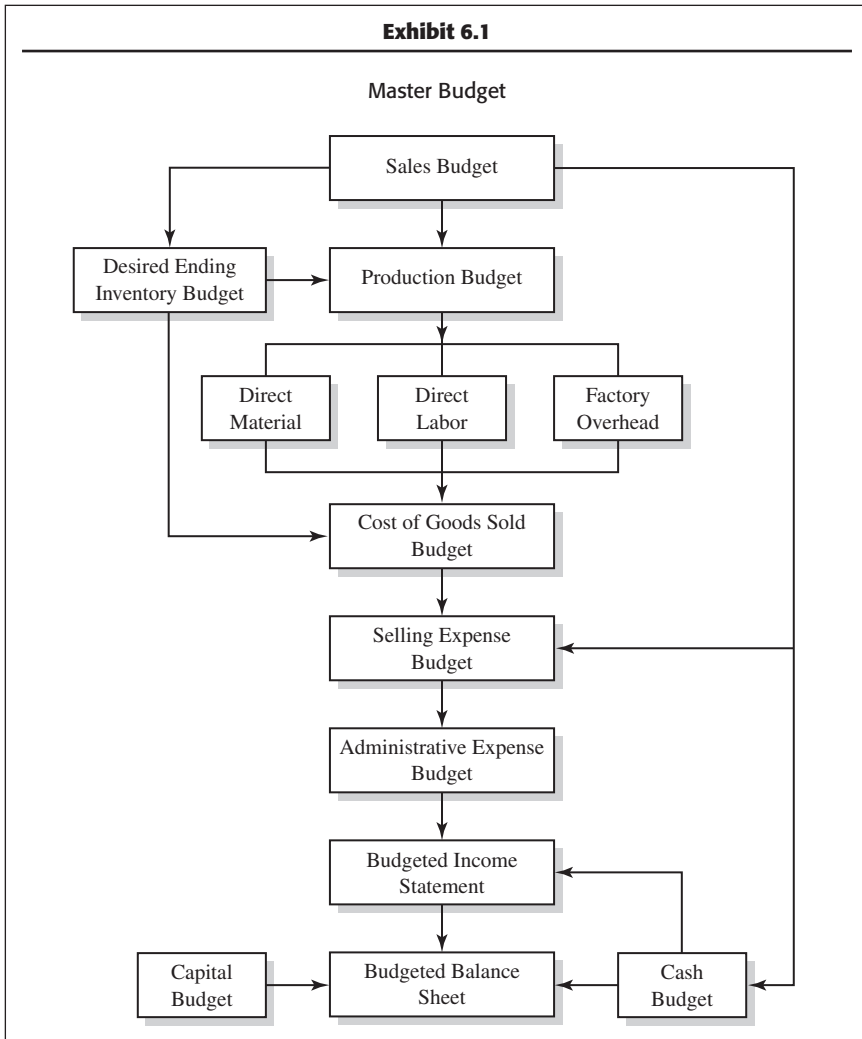 Exhibit 6.1
Master Budget
Sales Budget
Desired Ending
Inventory Budget
Production Budget
Direct
Material
Direct
Labor
Factory
Overhead
Cost of Goods Sold
Budget
Selling Expense
Budget
Administrative Expense
Budget
Budgeted Income
Statement
Capital
Budget
Budgeted Balance
Sheet
Cash
Budget